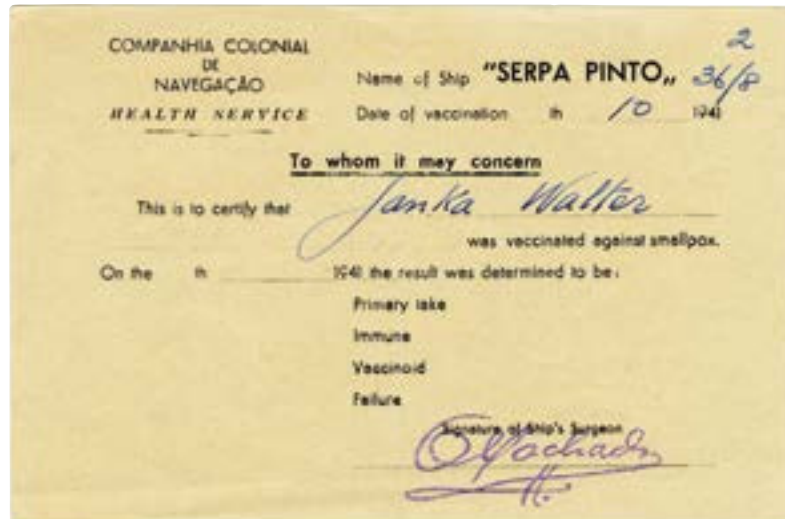 COMPANHIA COLONIAL
DE
NAVEGAÇÃO
HEALTH SERVICE
2
Name of Ship "SERPA PINTO„ 36/8
Date of vaccination th 10 1941
To whom it may concern
This is to certify that Janka Walter
was vaccinated against smallpox.
On the th 1941 the result was determined to be:
Primary take
Immune
Vaccinoid
Failure
Signature of Ship's Surgeon